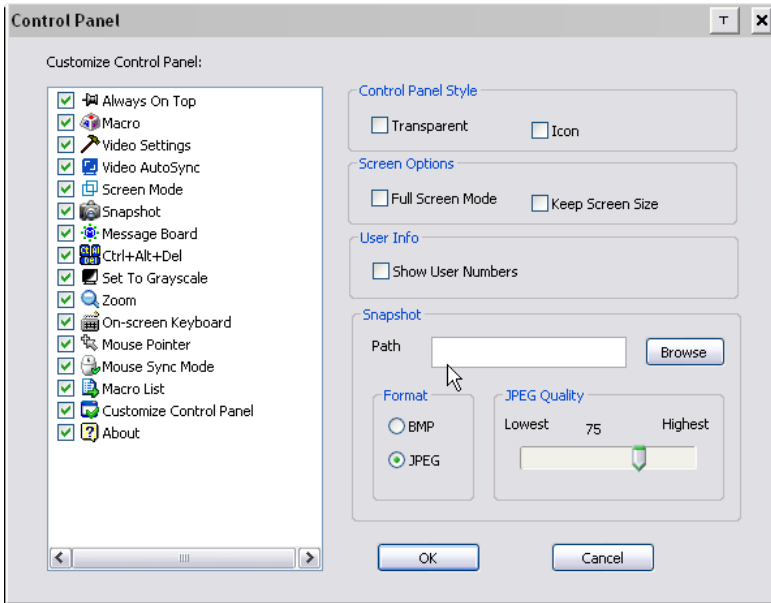 Control Panel
T
Customize Control Panel:
Always On Top
Macro
Video Settings
Video AutoSync
Screen Mode
Snapshot
Message Board
Ctrl Al
Del
Ctrl+Alt+Del
Set To Grayscale
Zoom
On-screen Keyboard
Mouse Pointer
Mouse Sync Mode
Macro List
Customize Control Panel
About
Control Panel Style
Transparent
Icon
Screen Options
Full Screen Mode
Keep Screen Size
User Info
Show User Numbers
Snapshot
Path
Browse
Format
BMP
JPEG
JPEG Quality
Lowest 75 Highest
OK
Cancel